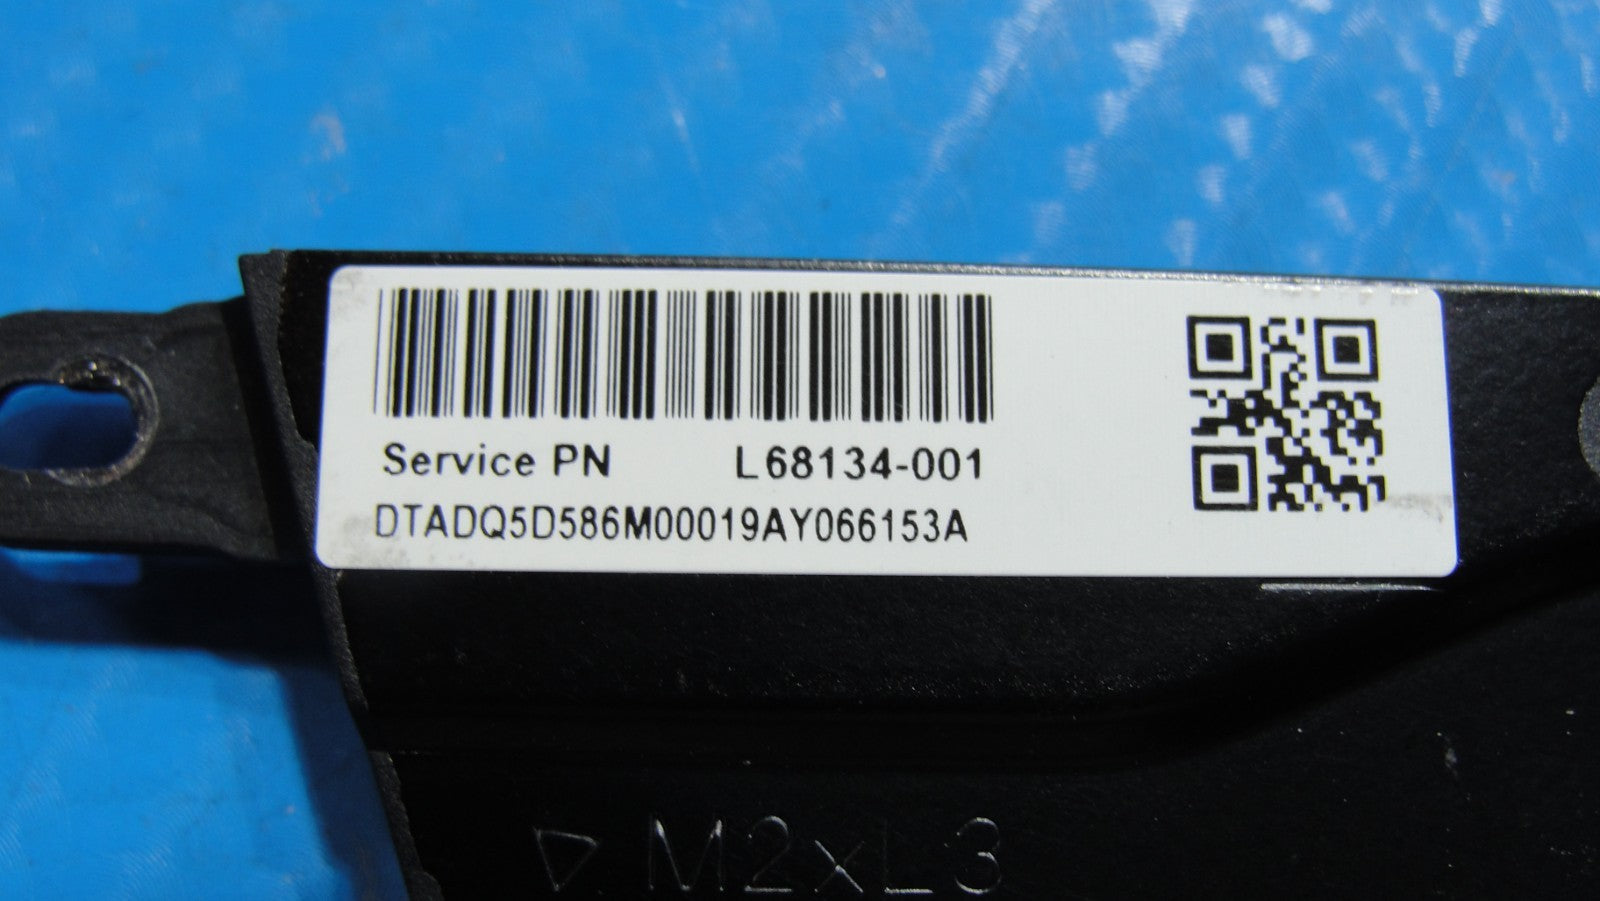 Service PN L68134-001
DTADQ5D586M00019AY066153A
▷ M2xL3